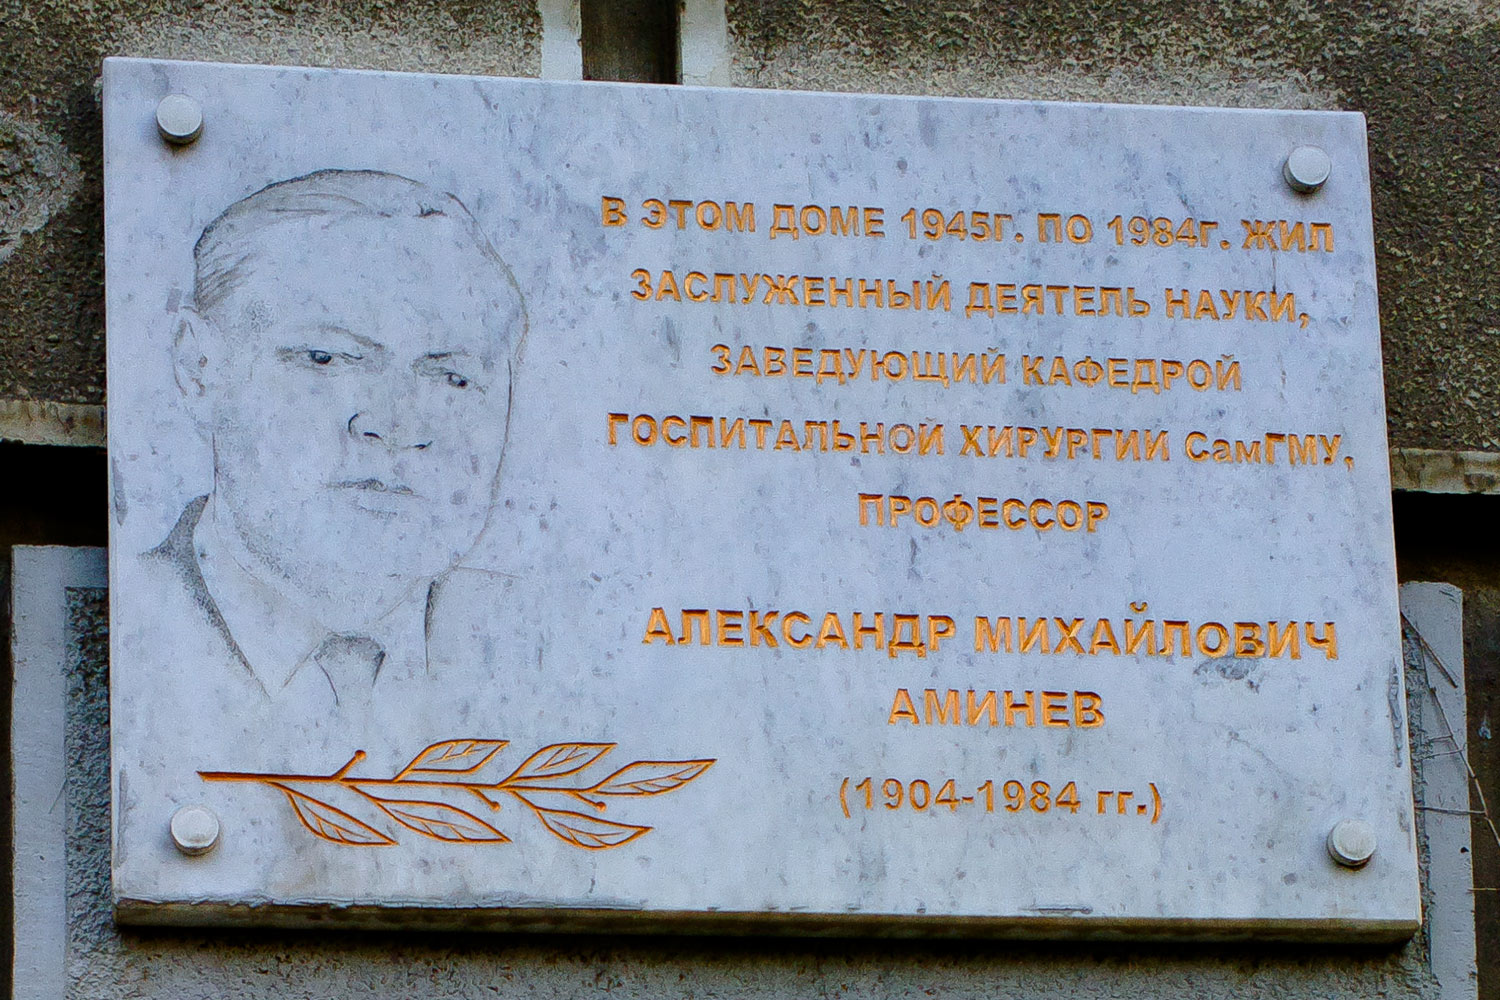 В ЭТОМ ДОМЕ 1945г. ПО 1984г. ЖИЛ
ЗАСЛУЖЕННЫЙ ДЕЯТЕЛЬ НАУКИ,
ЗАВЕДУЮЩИЙ КАФЕДРОЙ
ГОСПИТАЛЬНОЙ ХИРУРГИИ СамГМУ,
ПРОФЕССОР
АЛЕКСАНДР МИХАЙЛОВИЧ
АМИНЕВ
(1904-1984 гг.)